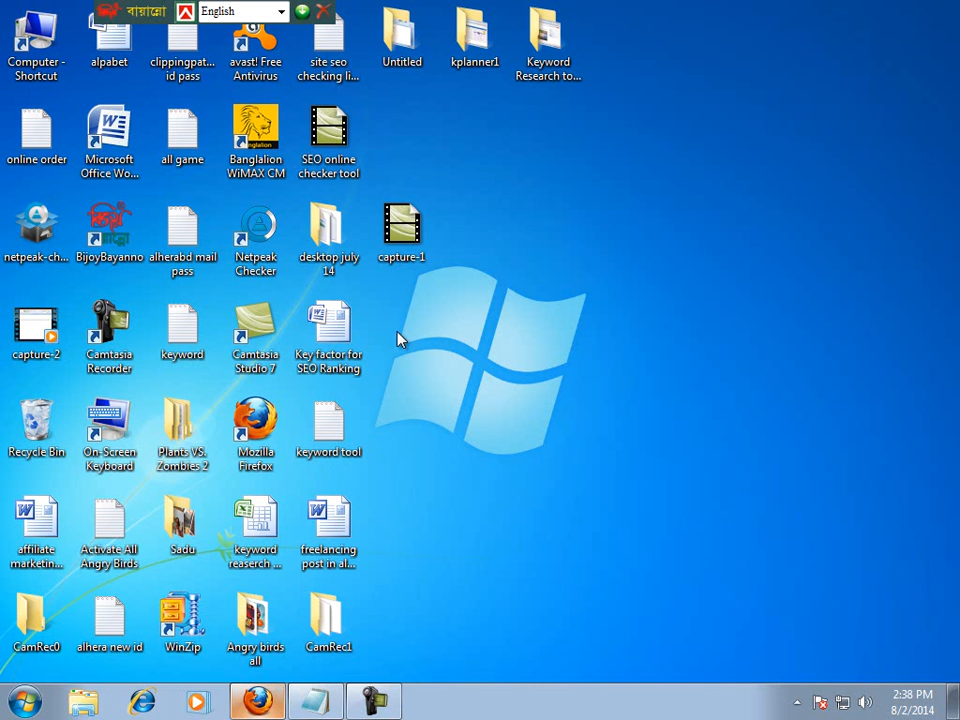 বায়ান্নো English
Computer -
Shortcut
alpabet
clippingpat...
id pass
avast! Free
Antivirus
site seo
checking li...
Untitled
kplanner1
Keyword
Research to...
online order
Microsoft
Office Wo...
all game
Banglalion
WiMAX CM
SEO online
checker tool
netpeak-ch...
BijoyBayanno
alherabd mail
pass
Netpeak
Checker
desktop july
14
capture-1
capture-2
Camtasia
Recorder
keyword
Camtasia
Studio 7
Key factor for
SEO Ranking
Recycle Bin
On-Screen
Keyboard
Plants VS.
Zombies 2
Mozilla
Firefox
keyword tool
affiliate
marketin...
Activate All
Angry Birds
Sadu
keyword
reaserch ...
freelancing
post in al...
CamRec0
alhera new id
WinZip
Angry birds
all
CamRec1
2:38 PM
8/2/2014